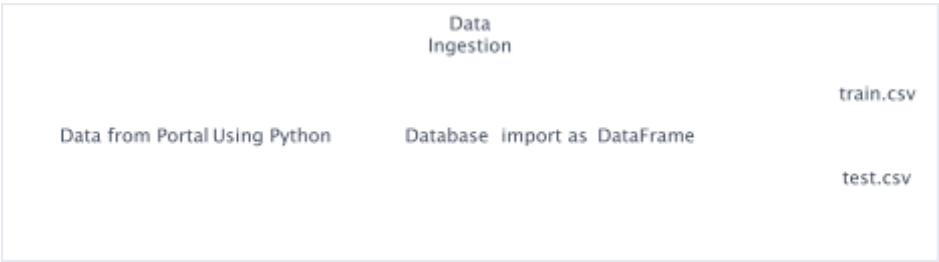 Data
Ingestion
train.csv
Data from Portal Using Python
Database import as DataFrame
test.csv